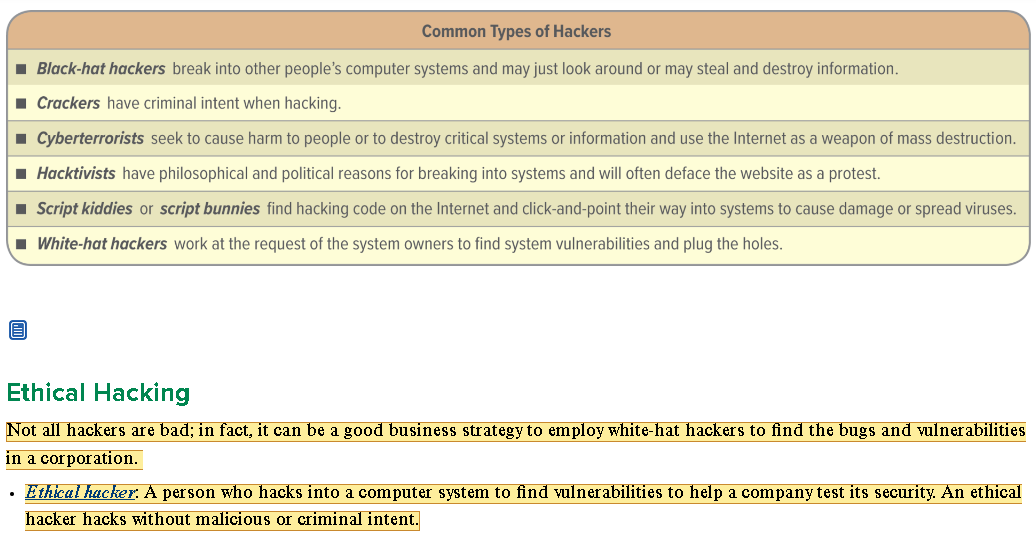 Common Types of Hackers
■ Black-hat hackers break into other people's computer systems and may just look around or may steal and destroy information.
■ Crackers have criminal intent when hacking.
■ Cyberterrorists seek to cause harm to people or to destroy critical systems or information and use the Internet as a weapon of mass destruction.
■ Hacktivists have philosophical and political reasons for breaking into systems and will often deface the website as a protest.
■ Script kiddies or script bunnies find hacking code on the Internet and click-and-point their way into systems to cause damage or spread viruses.
■ White-hat hackers work at the request of the system owners to find system vulnerabilities and plug the holes.
Ethical Hacking
Not all hackers are bad; in fact, it can be a good business strategy to employ white-hat hackers to find the bugs and vulnerabilities
in a corporation.
• Ethical hacker: A person who hacks into a computer system to find vulnerabilities to help a company test its security. An ethical
hacker hacks without malicious or criminal intent.